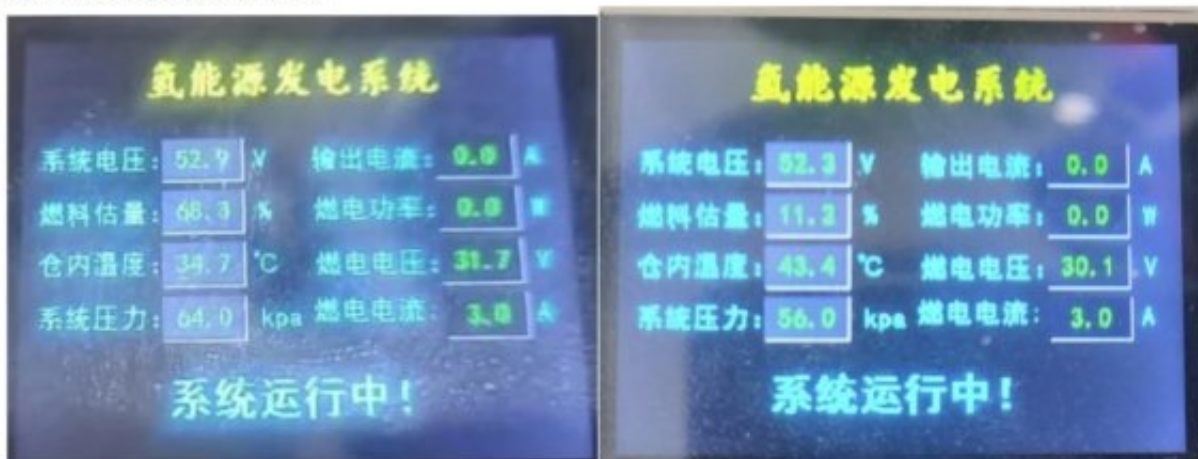 氢能源发电系统
系统电压: 52.9 V 输出电流: 0.0 A
燃料估量: 68.3 % 燃电功率: 0.0 W
仓内温度: 34.7 ℃ 燃电电压: 31.7 V
系统压力: 64.0 kpa 燃电电流: 3.0 A
系统运行中!
氢能源发电系统
系统电压: 52.3 V 输出电流: 0.0 A
燃料估量: 11.2 % 燃电功率: 0.0 W
仓内温度: 43.4 ℃ 燃电电压: 30.1 V
系统压力: 56.0 kpa 燃电电流: 3.0 A
系统运行中!